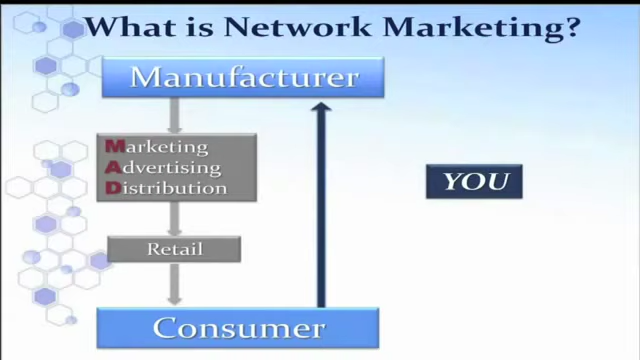 What is Network Marketing?
Manufacturer
Marketing
Advertising
Distribution
YOU
Retail
Consumer